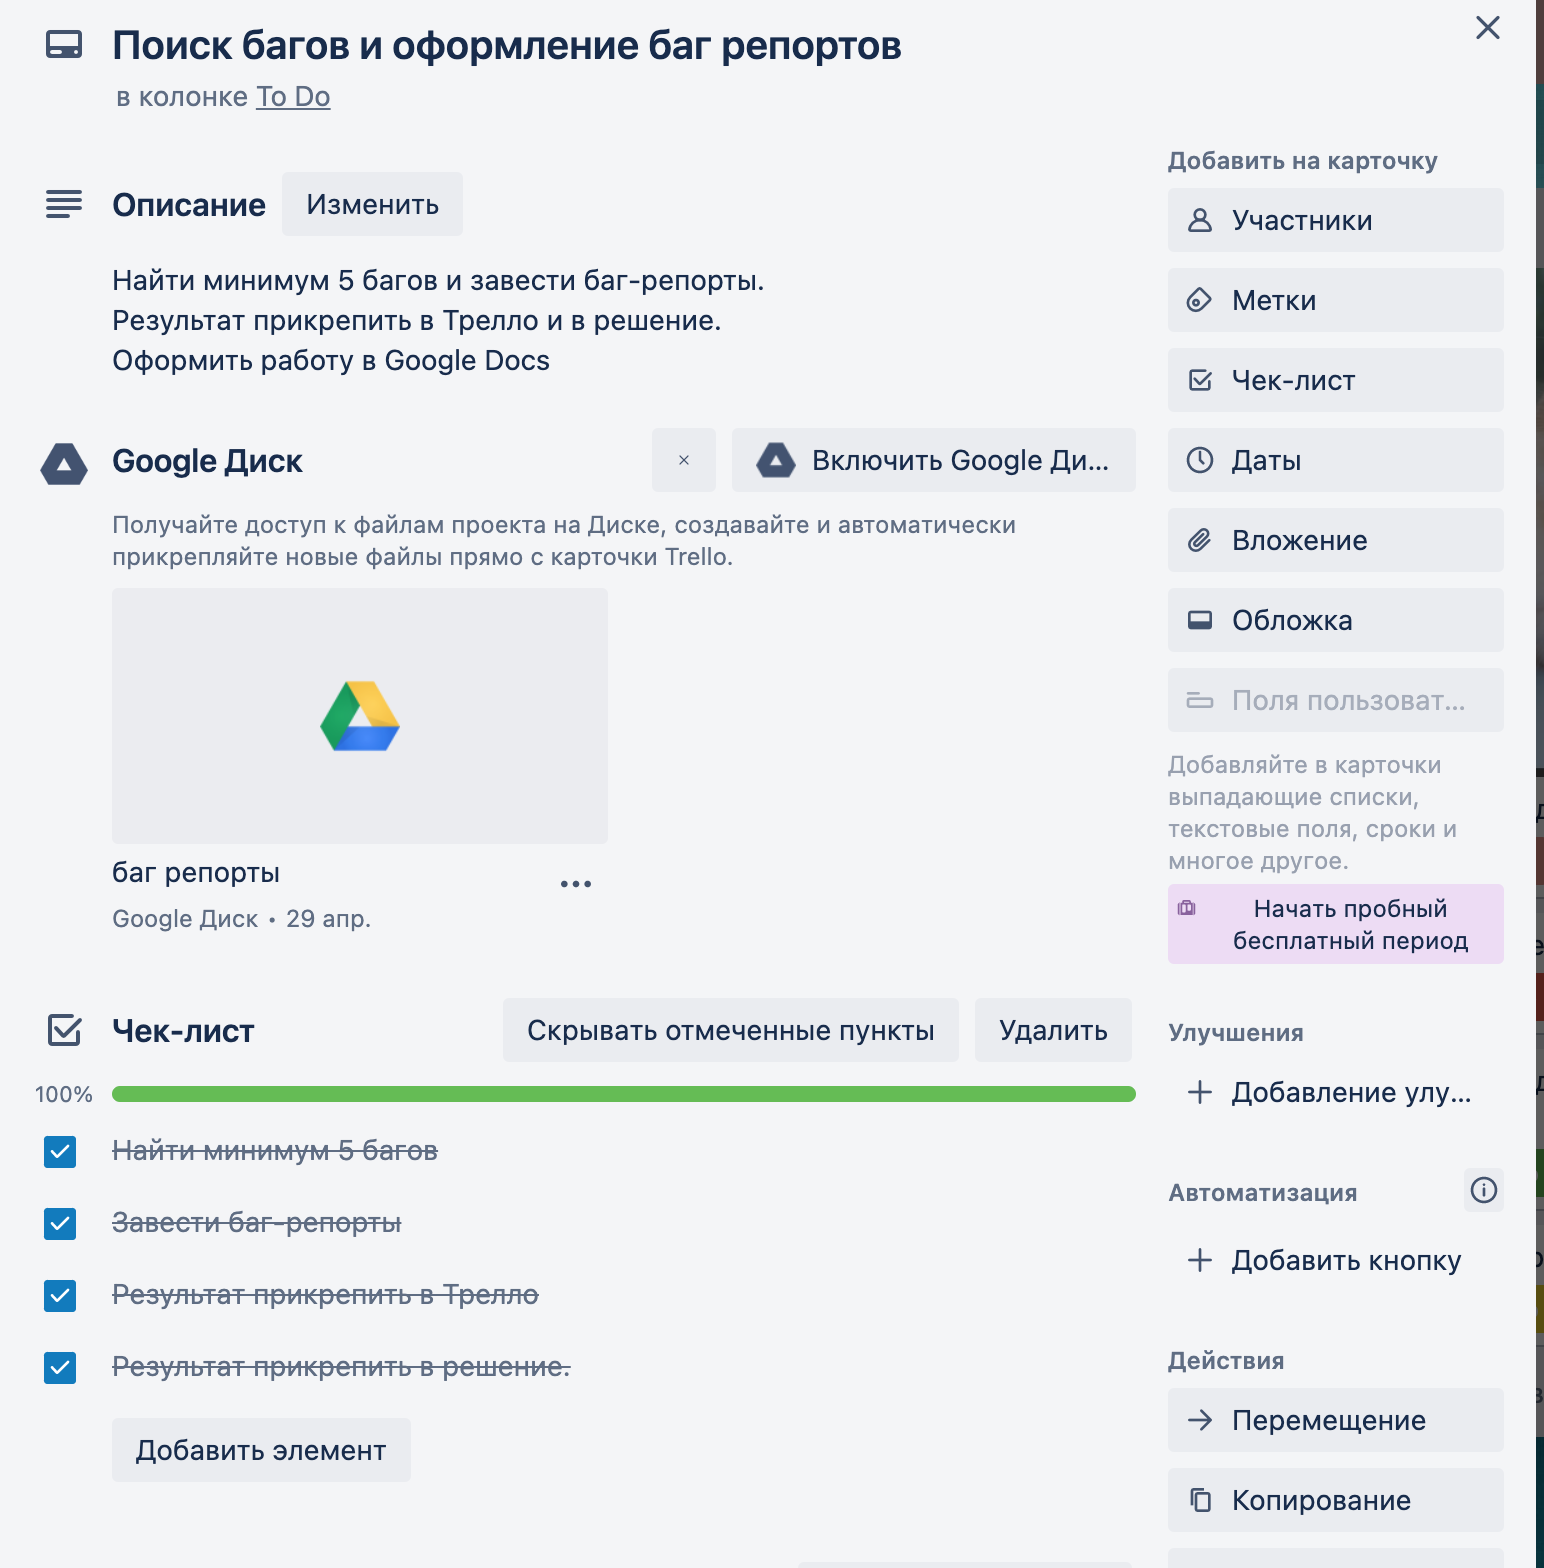 Поиск багов и оформление баг репортов
в колонке To Do
Описание
Изменить
Найти минимум 5 багов и завести баг-репорты.
Результат прикрепить в Трелло и в решение.
Оформить работу в Google Docs
Google Диск
×
Включить Google Ди...
Получайте доступ к файлам проекта на Диске, создавайте и автоматически
прикрепляйте новые файлы прямо с карточки Trello.
баг репорты
Google Диск • 29 апр.
Чек-лист
Скрывать отмеченные пункты
Удалить
100%
Найти минимум 5 багов
Завести баг-репорты
Результат прикрепить в Трелло
Результат прикрепить в решение.
Добавить элемент
Добавить на карточку
Участники
Метки
Чек-лист
Даты
Вложение
Обложка
Поля пользоват...
Добавляйте в карточки
выпадающие списки,
текстовые поля, сроки и
многое другое.
Начать пробный
бесплатный период
Улучшения
Добавление улу...
Автоматизация
Добавить кнопку
Действия
Перемещение
Копирование